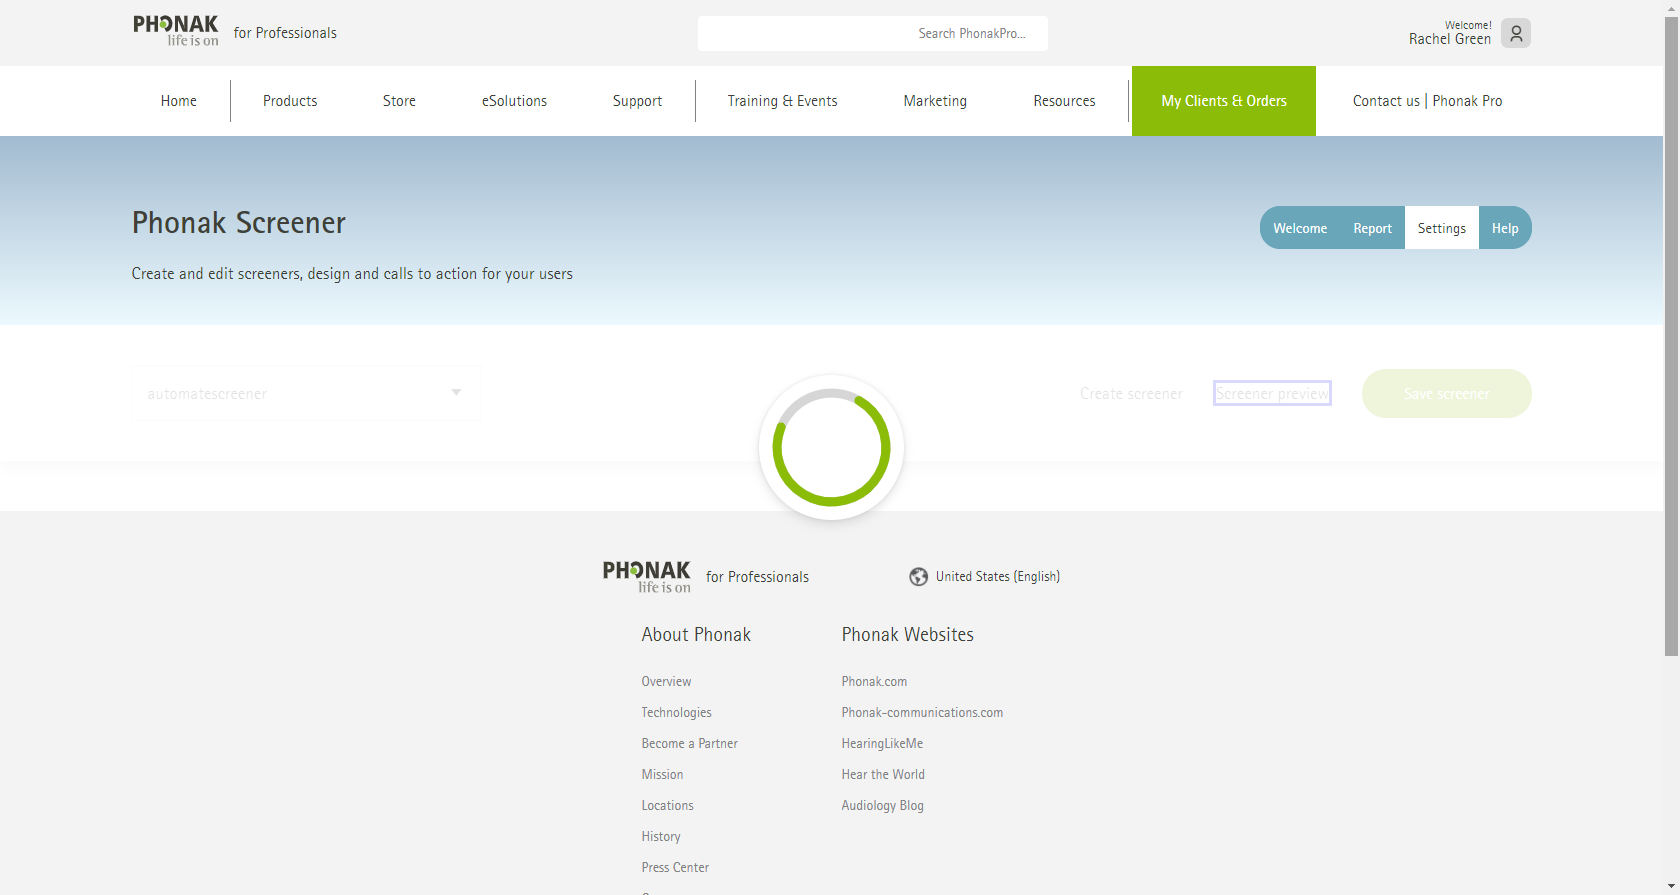 PHONAK
life is on
for Professionals
Search PhonakPro...
Welcome!
Rachel Green
Home
Products
Store
eSolutions
Support
Training & Events
Marketing
Resources
My Clients & Orders
Contact us | Phonak Pro
Phonak Screener
Welcome
Report
Settings
Help
Create and edit screeners, design and calls to action for your users
automatescreener
Create screener
Screener preview
Save screener
PHONAK
life is on
for Professionals
United States (English)
About Phonak
Phonak Websites
Overview
Phonak.com
Technologies
Phonak-communications.com
Become a Partner
HearingLikeMe
Mission
Hear the World
Locations
Audiology Blog
History
Press Center